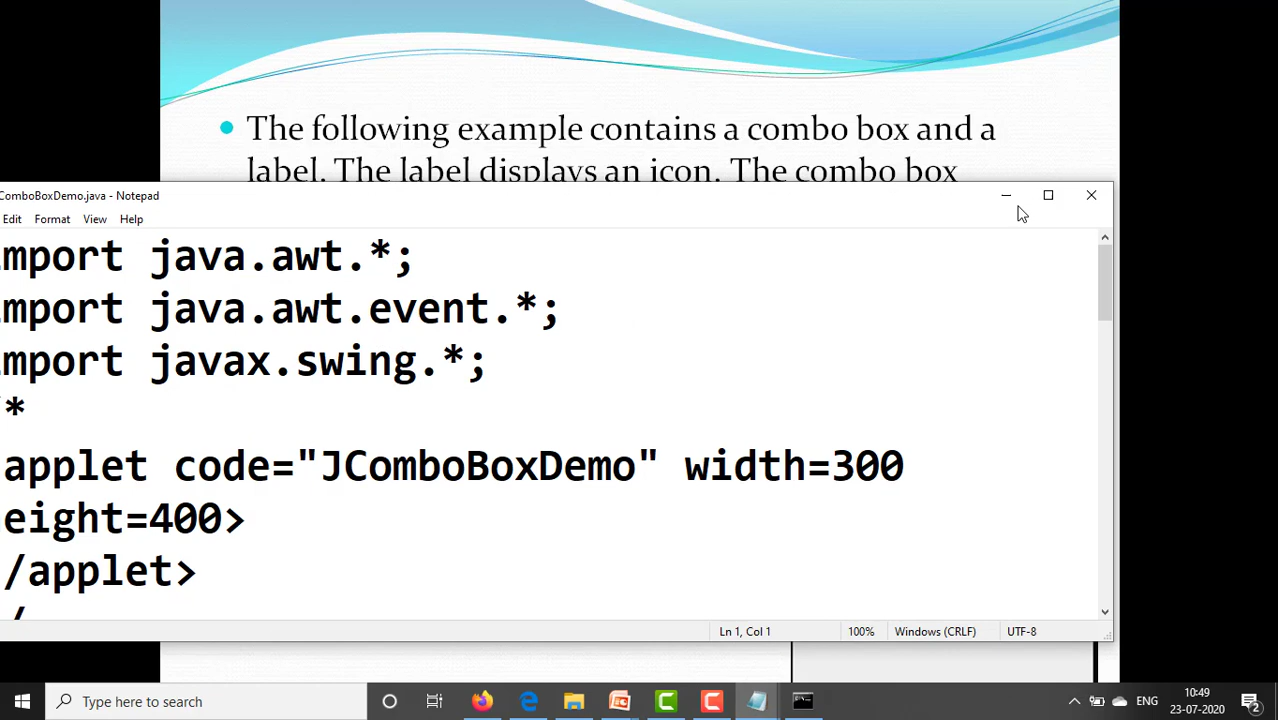 The following example contains a combo box and a
label. The label displays an icon. The combo box
ComboBoxDemo.java - Notepad
Edit Format View Help
mport java.awt.*;
mport java.awt.event.*;
mport javax.swing.*;
/*
applet code="JComboBoxDemo" width=300
eight=400>
/applet>
/
Ln 1, Col 1 100% Windows (CRLF) UTF-8
Type here to search
ENG
10:49
23-07-2020
2